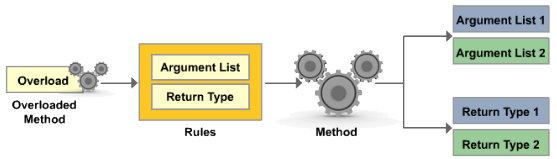 Overload
Overloaded
Method
Argument List
Return Type
Rules
Method
Argument List 1
Argument List 2
Return Type 1
Return Type 2